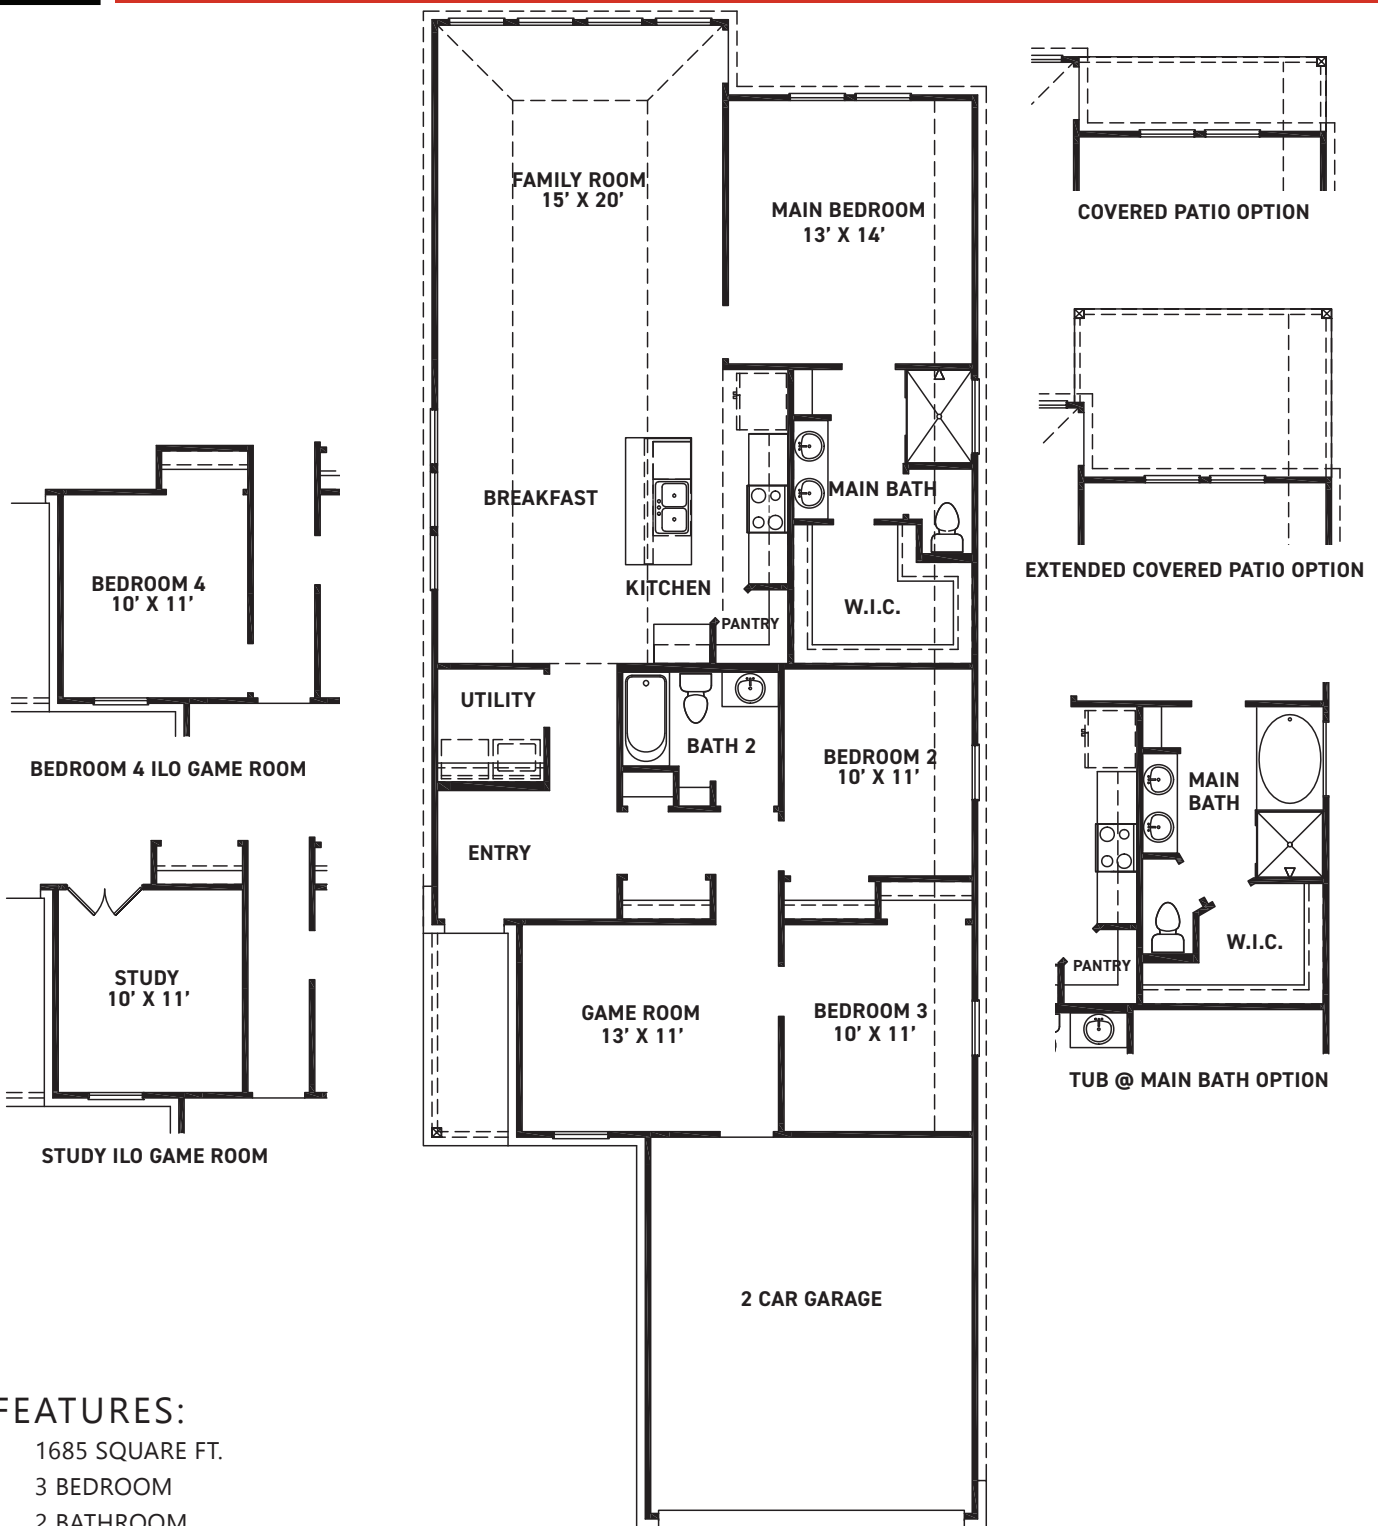 FAMILY ROOM
15’ X 20’
MAIN BEDROOM
13’ X 14’
COVERED PATIO OPTION
BREAKFAST
MAIN BATH
KITCHEN
W.I.C.
PANTRY
EXTENDED COVERED PATIO OPTION
BEDROOM 4
10’ X 11’
BEDROOM 4 ILO GAME ROOM
UTILITY
BATH 2
BEDROOM 2
10’ X 11’
ENTRY
MAIN
BATH
W.I.C.
PANTRY
TUB @ MAIN BATH OPTION
STUDY
10’ X 11’
STUDY ILO GAME ROOM
GAME ROOM
13’ X 11’
BEDROOM 3
10’ X 11’
2 CAR GARAGE
FEATURES:
1685 SQUARE FT.
3 BEDROOM
2 BATHROOM